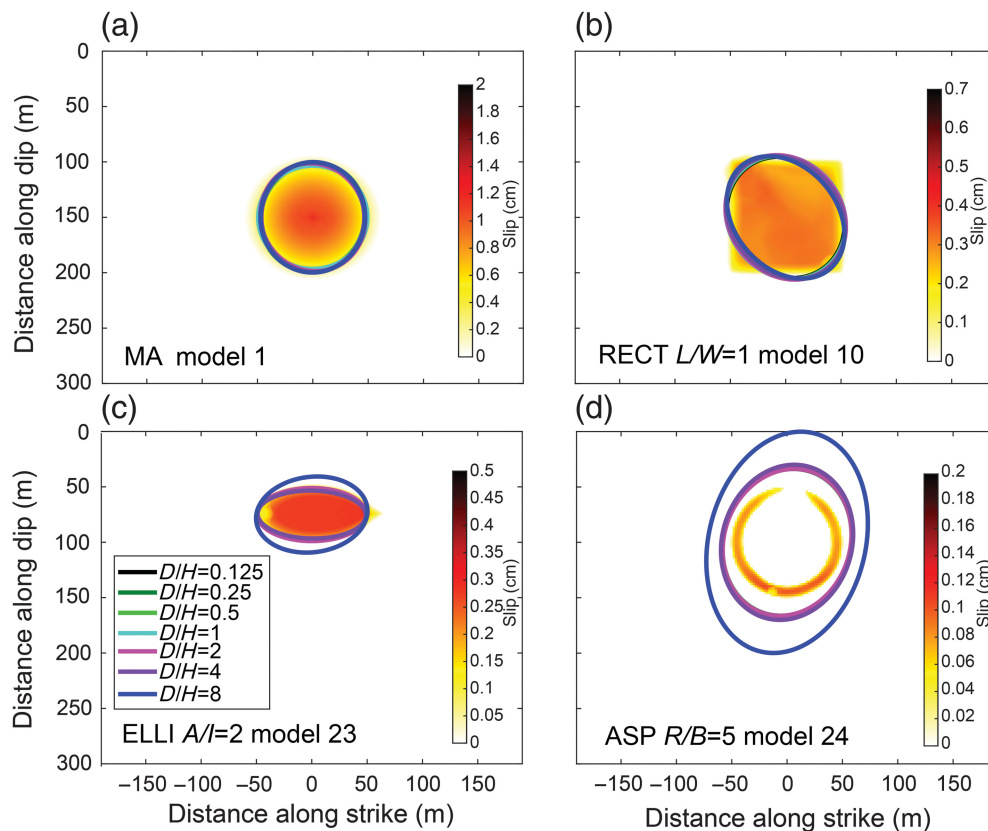 (a)
0
50
100
150
200
250
300
Distance along dip (m)
2
1.8
1.6
1.4
1.2
1
0.8
0.6
0.4
0.2
0
Slip (cm)
MA model 1
(b)
0.7
0.6
0.5
0.4
0.3
0.2
0.1
0
Slip (cm)
RECT L/W=1 model 10
(c)
0
50
100
150
200
250
300
Distance along dip (m)
0.5
0.45
0.4
0.35
0.3
0.25
0.2
0.15
0.1
0.05
0
Slip (cm)
D/H=0.125
D/H=0.25
D/H=0.5
D/H=1
D/H=2
D/H=4
D/H=8
ELLI A/I=2 model 23
−150 −100 −50 0 50 100 150
Distance along strike (m)
(d)
0.2
0.18
0.16
0.14
0.12
0.1
0.08
0.06
0.04
0.02
0
Slip (cm)
ASP R/B=5 model 24
−150 −100 −50 0 50 100 150
Distance along strike (m)